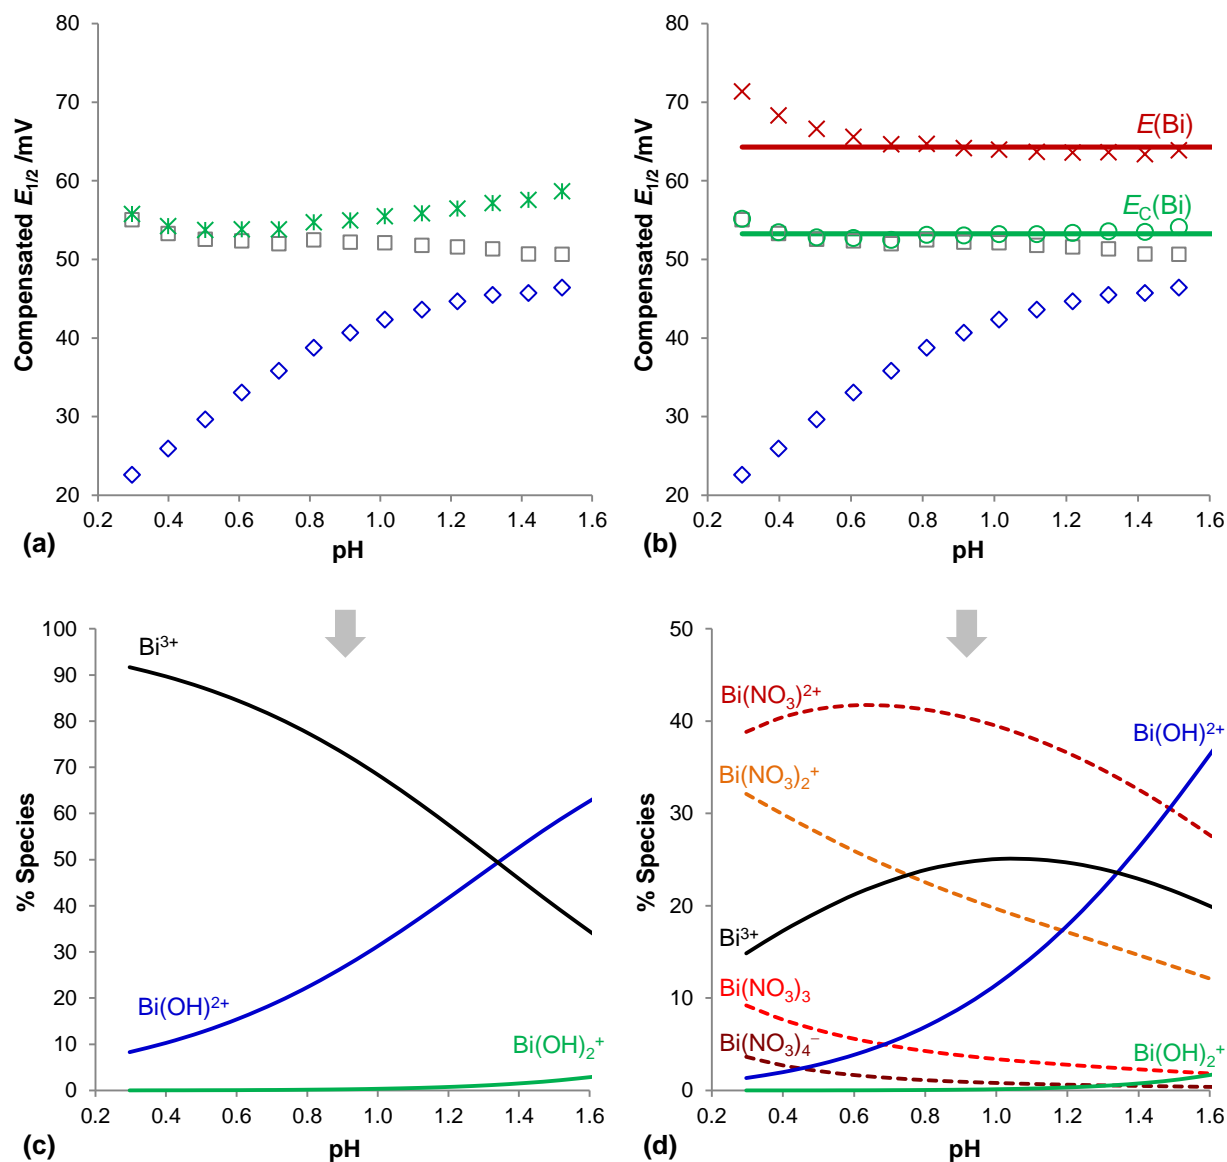 80
70
60
50
40
30
20
Compensated E1/2 /mV
0.2 0.4 0.6 0.8 1.0 1.2 1.4 1.6
(a) pH
80
70
60
50
40
30
20
Compensated E1/2 /mV
E(Bi)
EC(Bi)
0.2 0.4 0.6 0.8 1.0 1.2 1.4 1.6
(b) pH
100
90
80
70
60
50
40
30
20
10
0
% Species
Bi³⁺
Bi(OH)²⁺
Bi(OH)₂⁺
0.2 0.4 0.6 0.8 1.0 1.2 1.4 1.6
(c) pH
50
40
30
20
10
0
% Species
Bi(NO₃)²⁺
Bi(OH)²⁺
Bi(NO₃)₂⁺
Bi³⁺
Bi(NO₃)₃
Bi(NO₃)₄⁻
Bi(OH)₂⁺
0.2 0.4 0.6 0.8 1.0 1.2 1.4 1.6
(d) pH